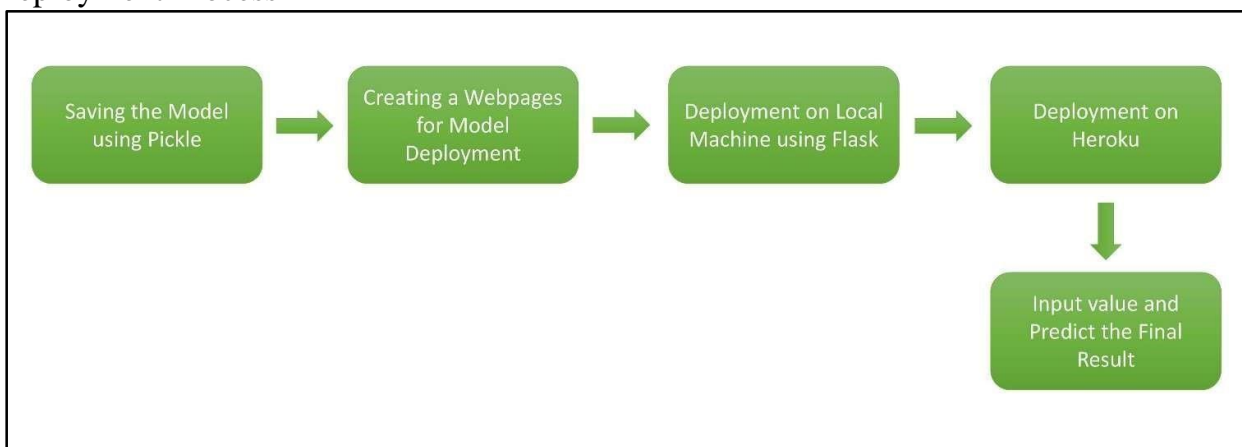 Saving the Model
using Pickle
Creating a Webpages
for Model
Deployment
Deployment on Local
Machine using Flask
Deployment on
Heroku
Input value and
Predict the Final
Result